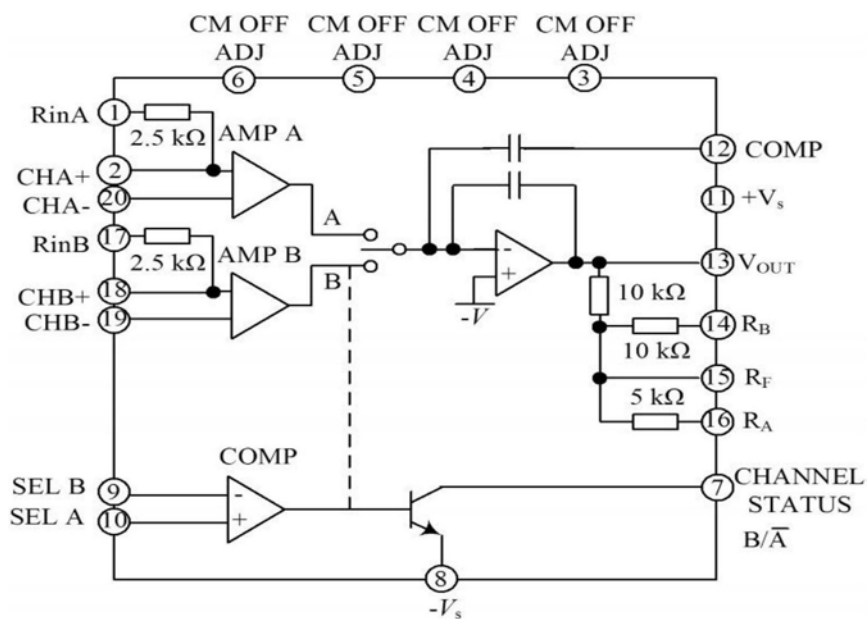 CM OFF
ADJ
CM OFF
ADJ
CM OFF
ADJ
CM OFF
ADJ
6
5
4
3
RinA
1
2.5 kΩ
AMP A
CHA+
2
CHA-
20
A
RinB
17
2.5 kΩ
AMP B
CHB+
18
CHB-
19
B
-
+
-V
12
COMP
11
+Vs
13
VOUT
10 kΩ
14
RB
10 kΩ
15
RF
5 kΩ
16
RA
COMP
SEL B
9
-
SEL A
10
+
7
CHANNEL
STATUS
B/A̅
8
-Vs